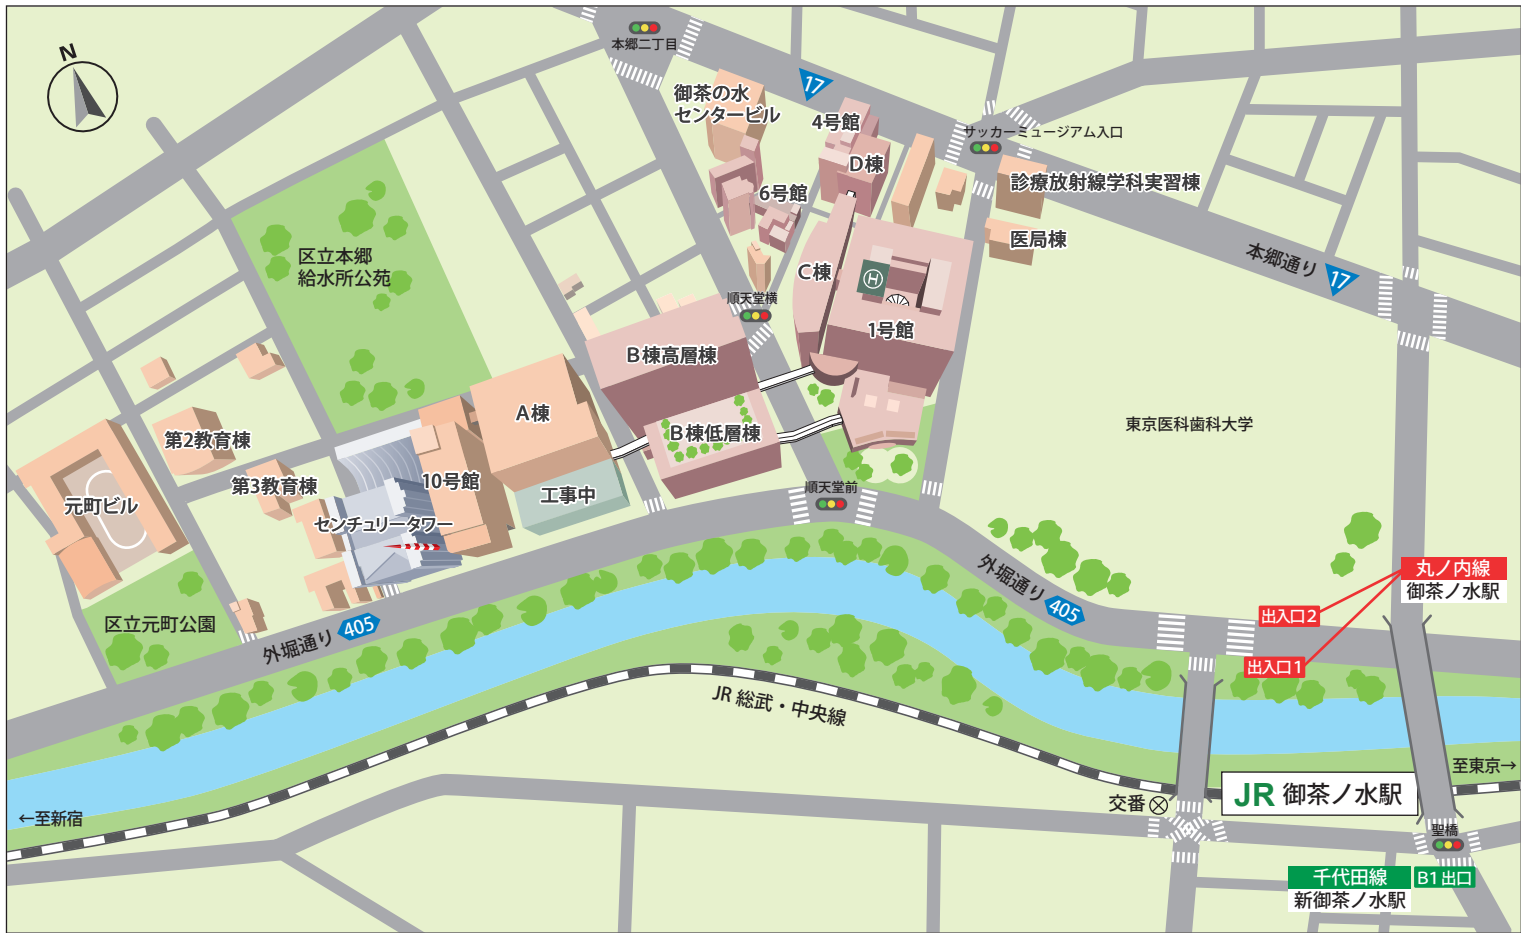 N
本郷二丁目
17
御茶の水
センタービル
4号館
サッカーミュージアム入口
D棟
診療放射線学科実習棟
6号館
医局棟
区立本郷
給水所公苑
本郷通り
17
C棟
H
順天堂横
1号館
B棟高層棟
A棟
東京医科歯科大学
B棟低層棟
第2教育棟
10号館
第3教育棟
工事中
順天堂前
元町ビル
センチュリータワー
外堀通り
405
丸ノ内線
御茶ノ水駅
出入口2
区立元町公園
外堀通り
405
出入口1
JR 総武・中央線
至東京→
JR 御茶ノ水駅
交番
←至新宿
聖橋
千代田線
B1出口
新御茶ノ水駅